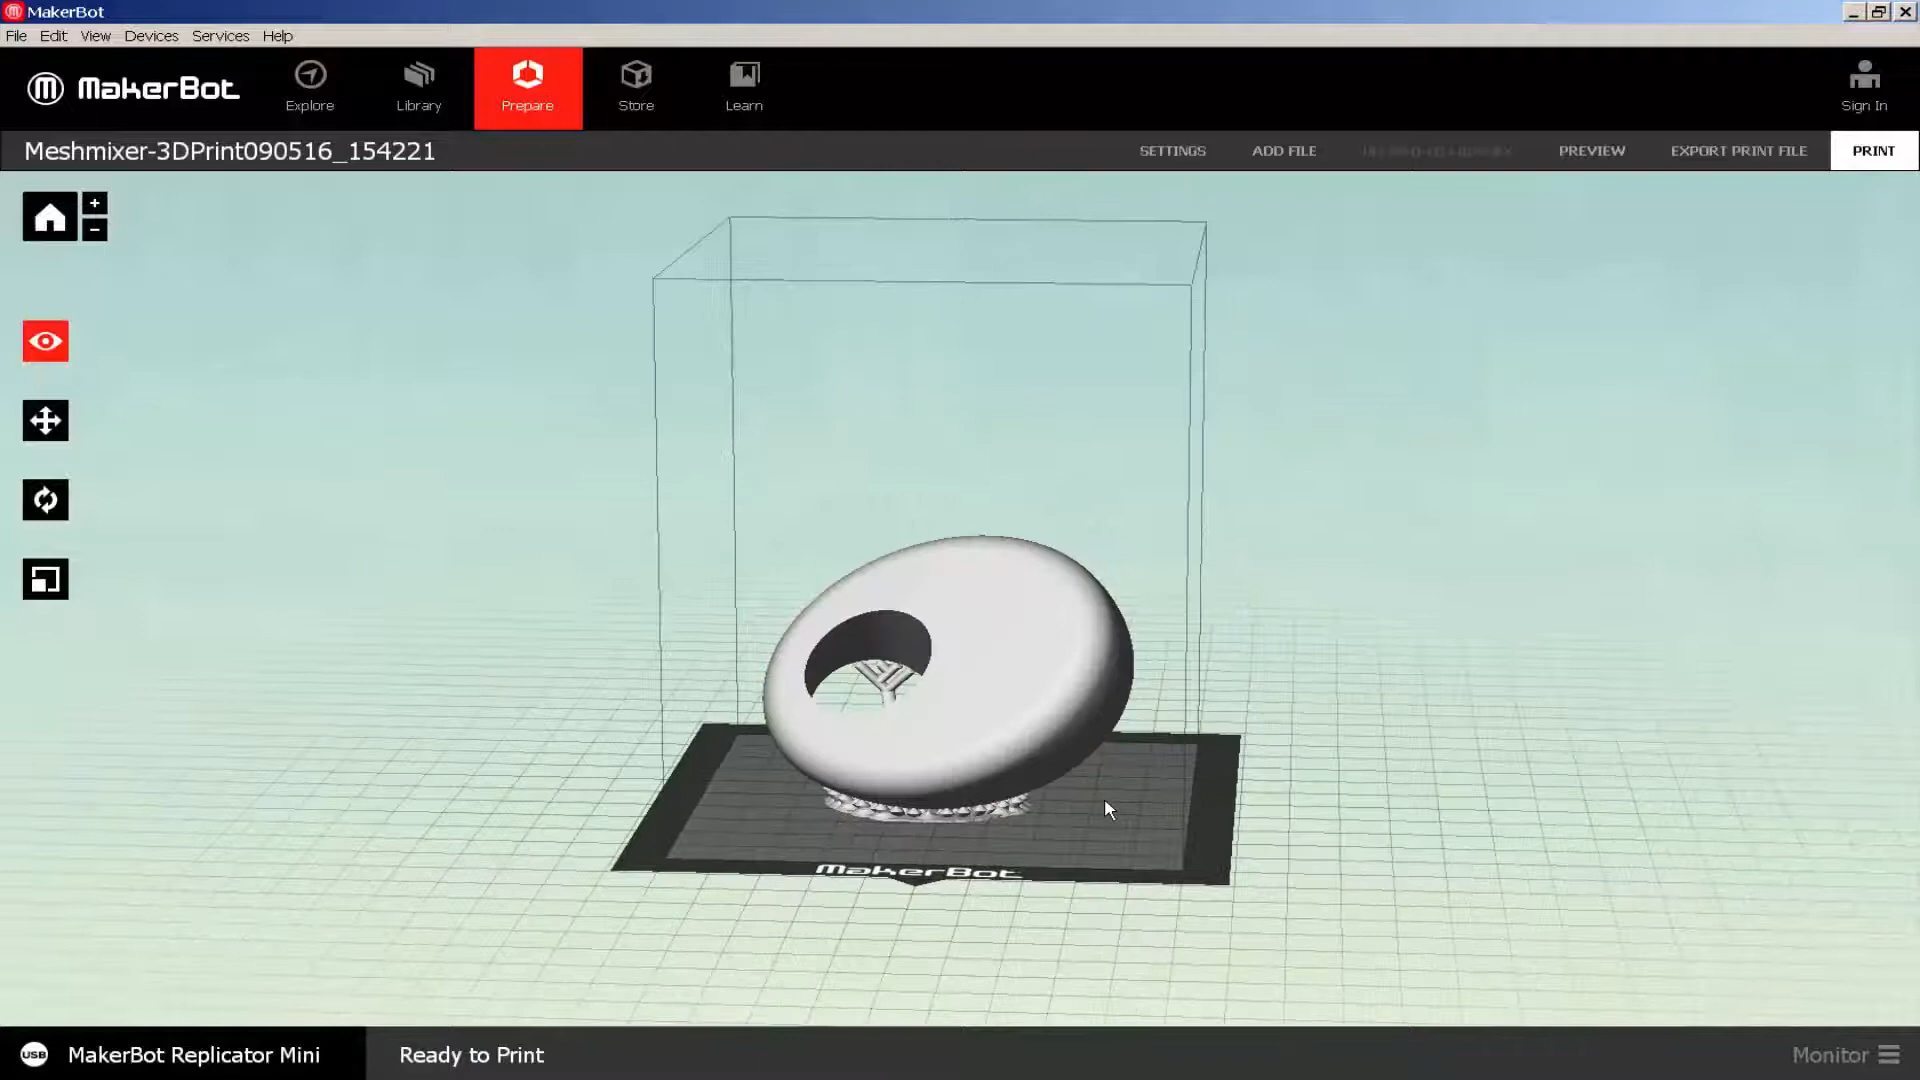 MakerBot
File Edit View Devices Services Help
MakerBot Explore Library Prepare Store Learn Sign In
Meshmixer-3DPrint090516_154221 SETTINGS ADD FILE PREVIEW EXPORT PRINT FILE PRINT
MakerBot
USB MakerBot Replicator Mini Ready to Print Monitor